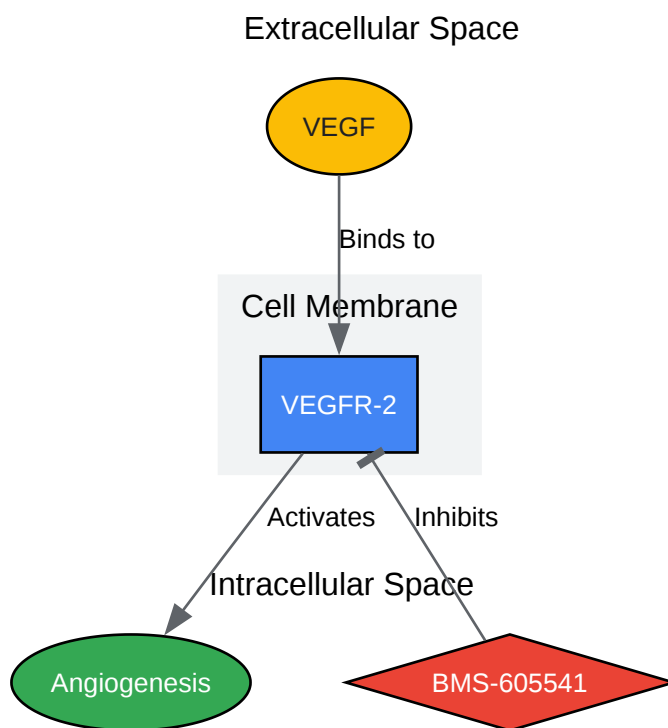 Extracellular Space
VEGF
Binds to
Cell Membrane
VEGFR-2
Activates
Inhibits
Intracellular Space
Angiogenesis
BMS-605541